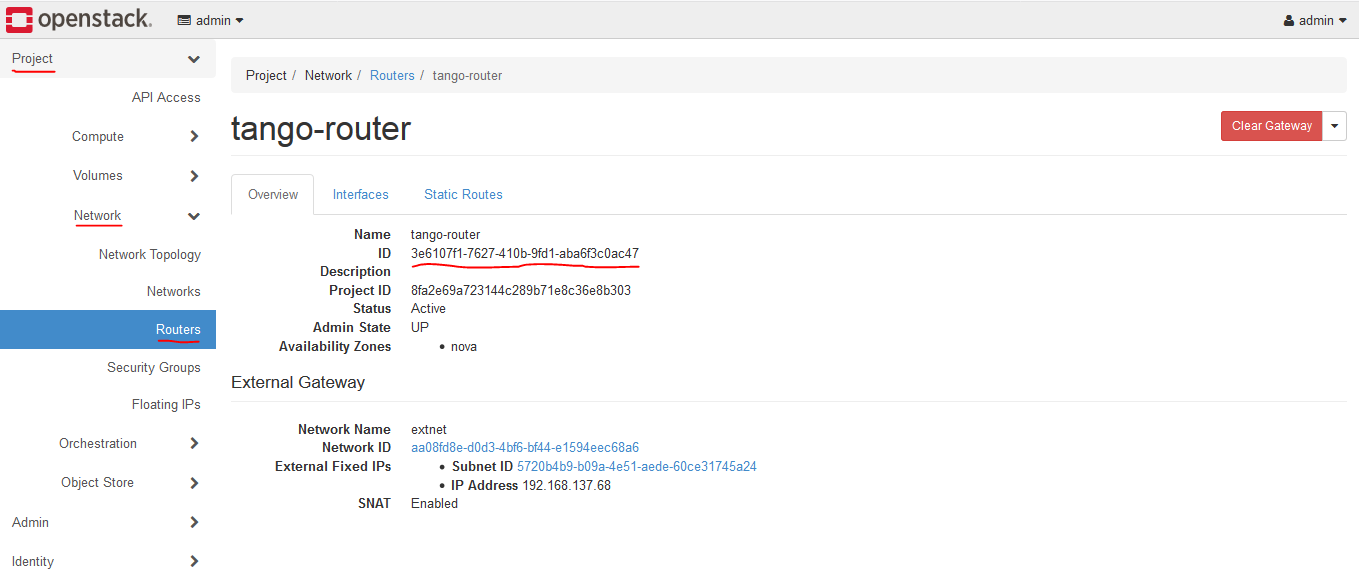 openstack. admin admin
Project
API Access
Compute
Volumes
Network
Network Topology
Networks
Routers
Security Groups
Floating IPs
Orchestration
Object Store
Admin
Identity
Project / Network / Routers / tango-router
tango-router
Clear Gateway
Overview Interfaces Static Routes
Name tango-router
ID 3e6107f1-7627-410b-9fd1-aba6f3c0ac47
Description
Project ID 8fa2e69a723144c289b71e8c36e8b303
Status Active
Admin State UP
Availability Zones • nova
External Gateway
Network Name extnet
Network ID aa08fd8e-d0d3-4bf6-bf44-e1594eec68a6
External Fixed IPs • Subnet ID 5720b4b9-b09a-4e51-aede-60ce31745a24
• IP Address 192.168.137.68
SNAT Enabled